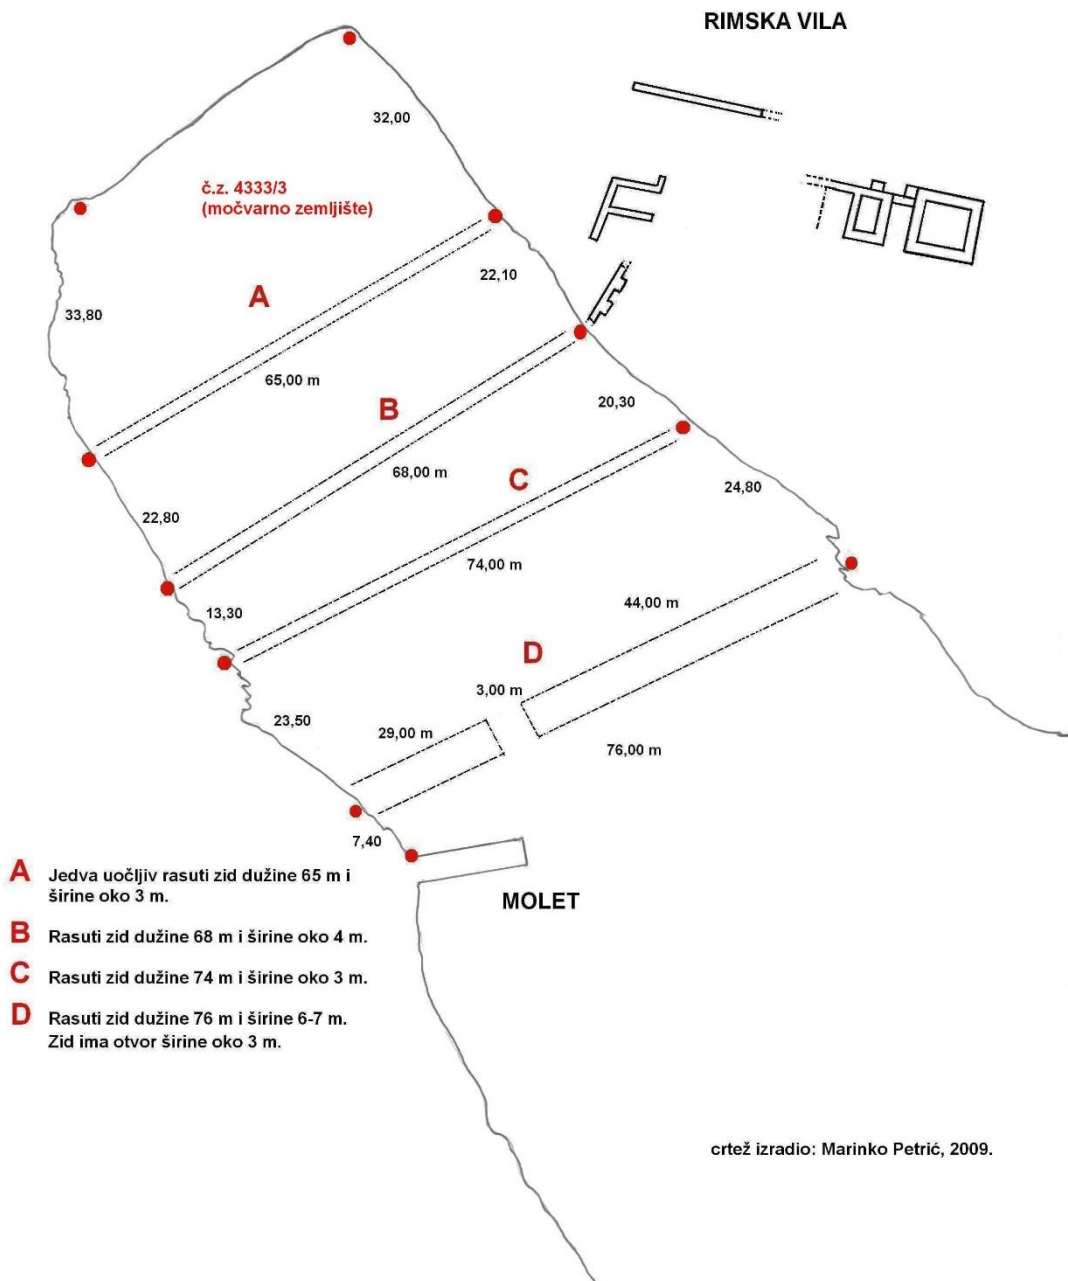 RIMSKA VILA
32,00
č.z. 4333/3
(močvarno zemljište)
22,10
A
33,80
65,00 m
B
20,30
68,00 m
C
24,80
22,80
74,00 m
13,30
44,00 m
D
3,00 m
23,50
29,00 m
76,00 m
7,40
MOLET
A Jedva uočljiv rasuti zid dužine 65 m i
širine oko 3 m.
B Rasuti zid dužine 68 m i širine oko 4 m.
C Rasuti zid dužine 74 m i širine oko 3 m.
D Rasuti zid dužine 76 m i širine 6-7 m.
Zid ima otvor širine oko 3 m.
crtež izradio: Marinko Petrić, 2009.